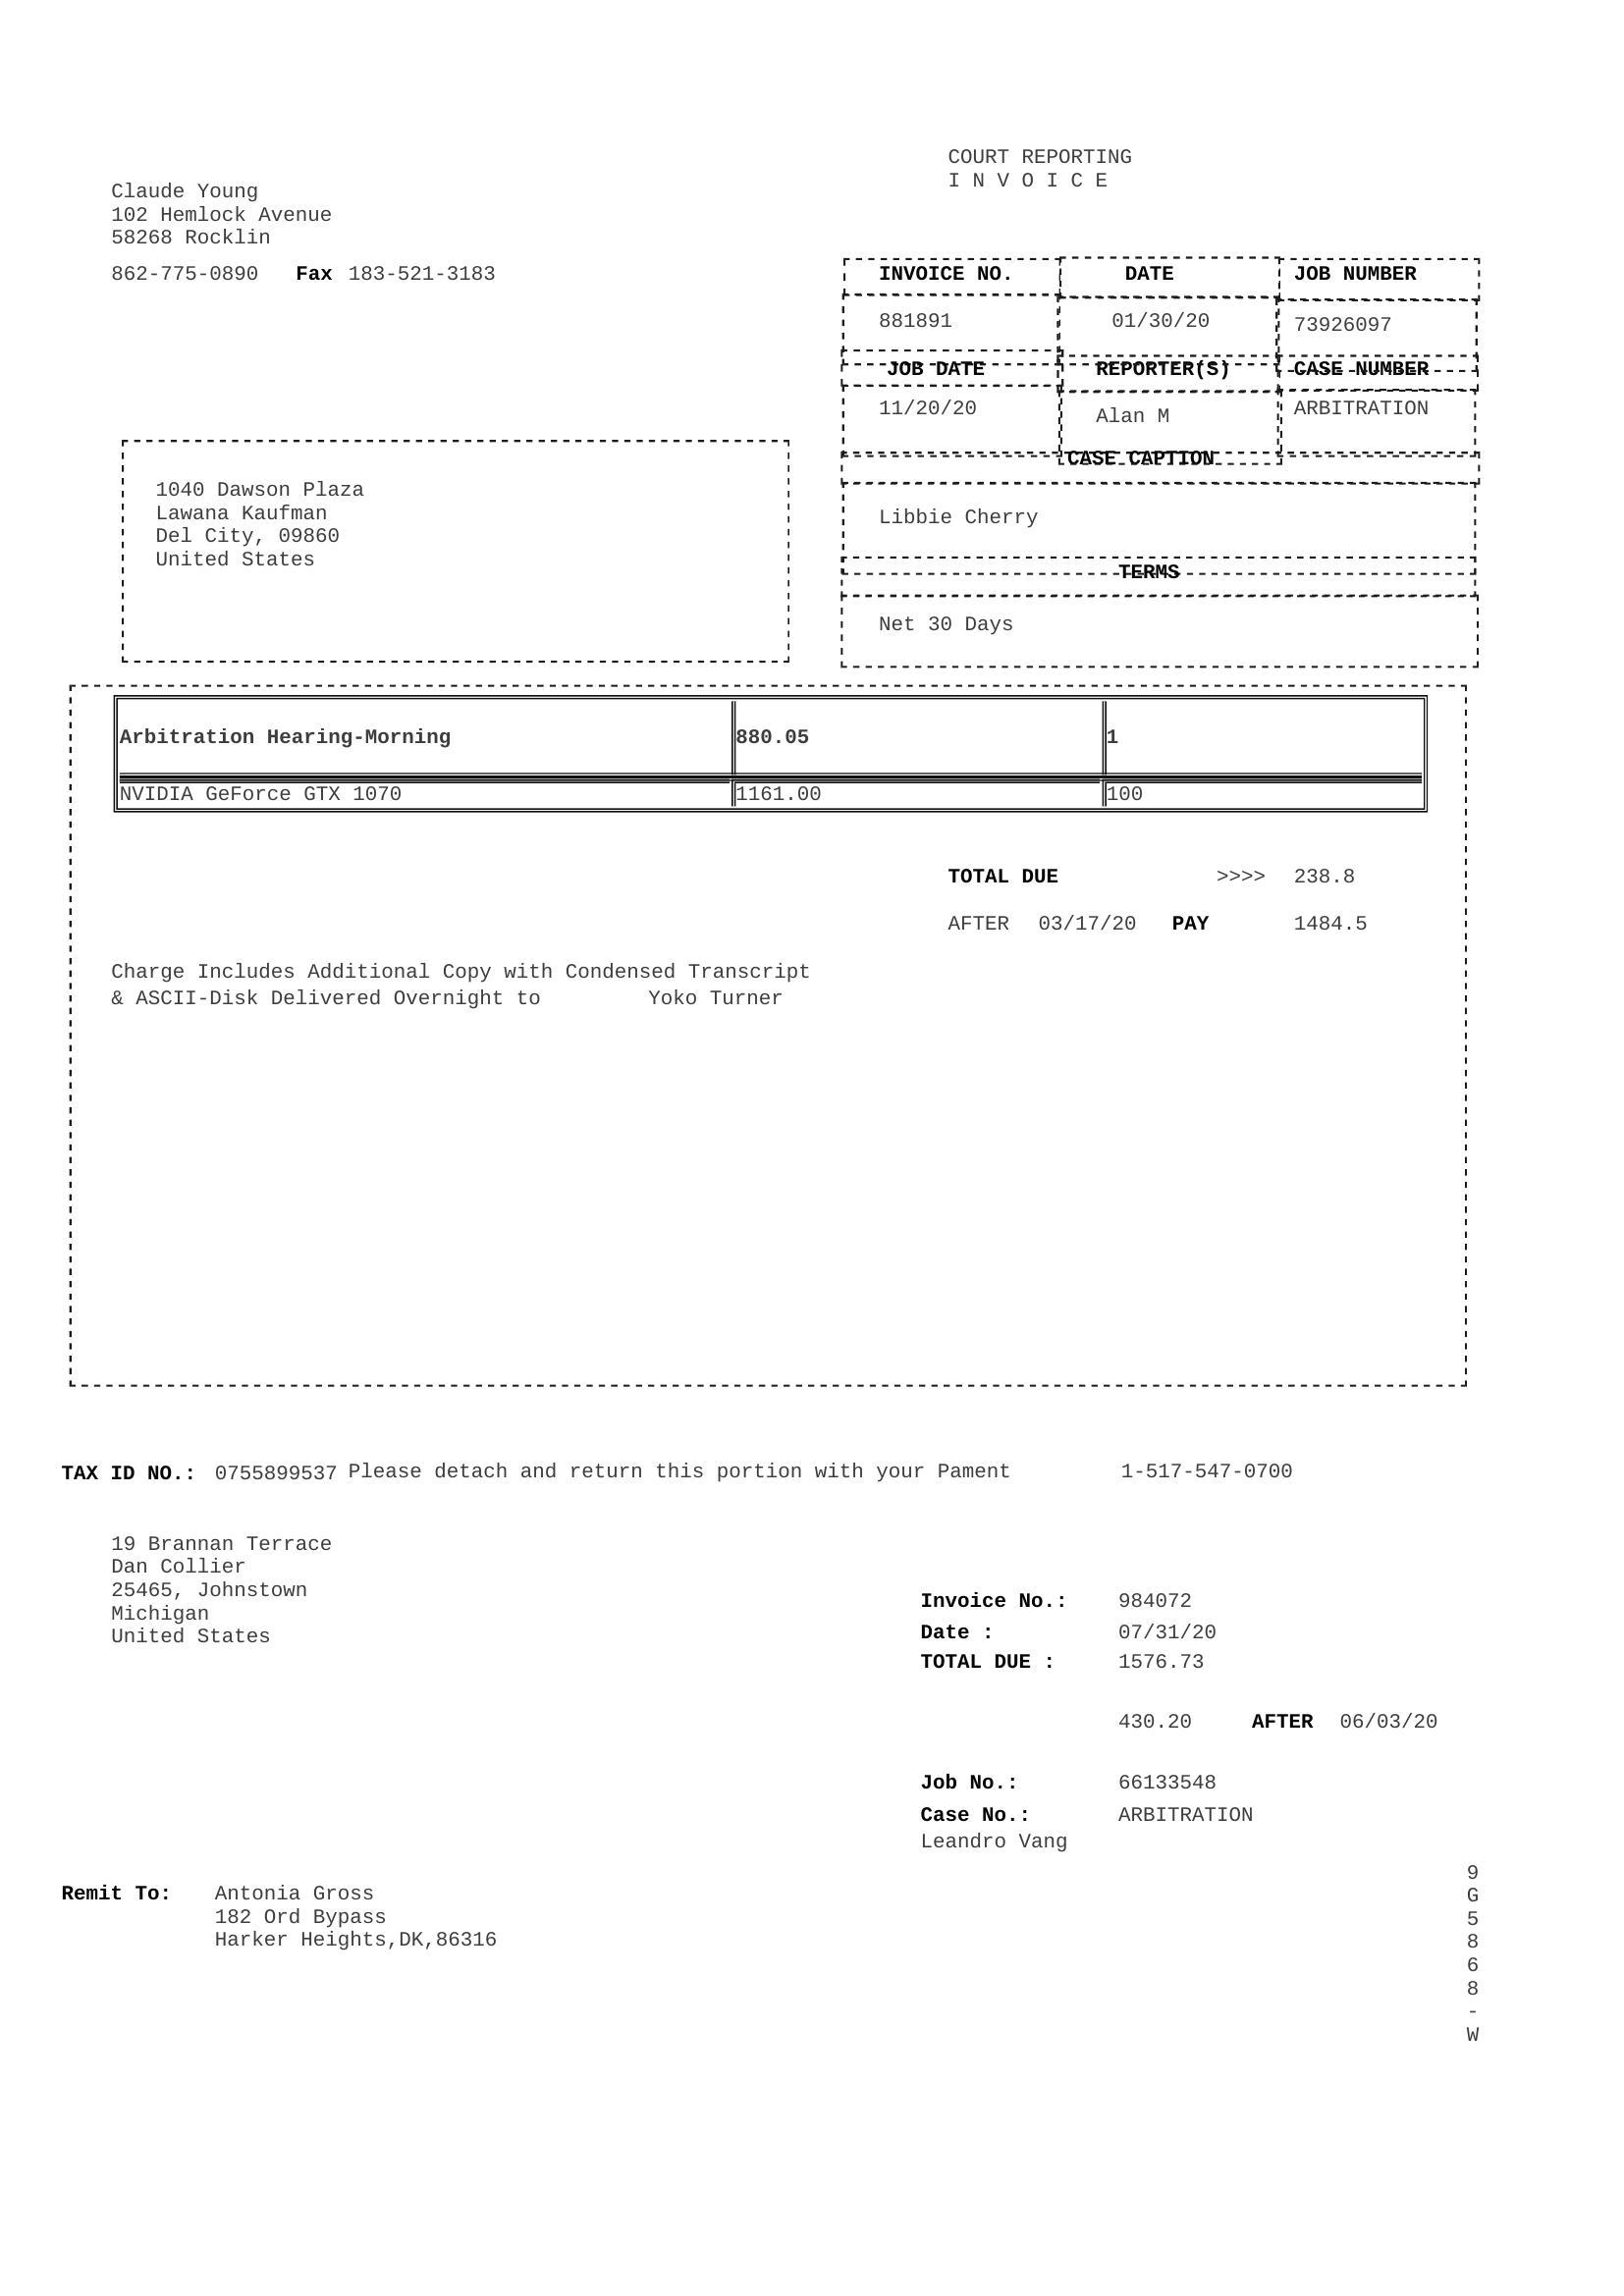 COURT REPORTING
I N V O I C E
Claude Young
102 Hemlock Avenue
58268 Rocklin
862-775-0890 Fax 183-521-3183
INVOICE NO. DATE JOB NUMBER
881891 01/30/20 73926097
JOB DATE REPORTER(S) CASE NUMBER
11/20/20 Alan M ARBITRATION
CASE CAPTION
Libbie Cherry
TERMS
Net 30 Days
1040 Dawson Plaza
Lawana Kaufman
Del City, 09860
United States
Arbitration Hearing-Morning 880.05 1
NVIDIA GeForce GTX 1070 1161.00 100
TOTAL DUE >>>> 238.8
AFTER 03/17/20 PAY 1484.5
Charge Includes Additional Copy with Condensed Transcript
& ASCII-Disk Delivered Overnight to Yoko Turner
TAX ID NO.: 0755899537 Please detach and return this portion with your Pament 1-517-547-0700
19 Brannan Terrace
Dan Collier
25465, Johnstown
Michigan
United States
Invoice No.: 984072
Date : 07/31/20
TOTAL DUE : 1576.73
430.20 AFTER 06/03/20
Job No.: 66133548
Case No.: ARBITRATION
Leandro Vang
Remit To: Antonia Gross
182 Ord Bypass
Harker Heights,DK,86316
9
G
5
8
6
8
-
W